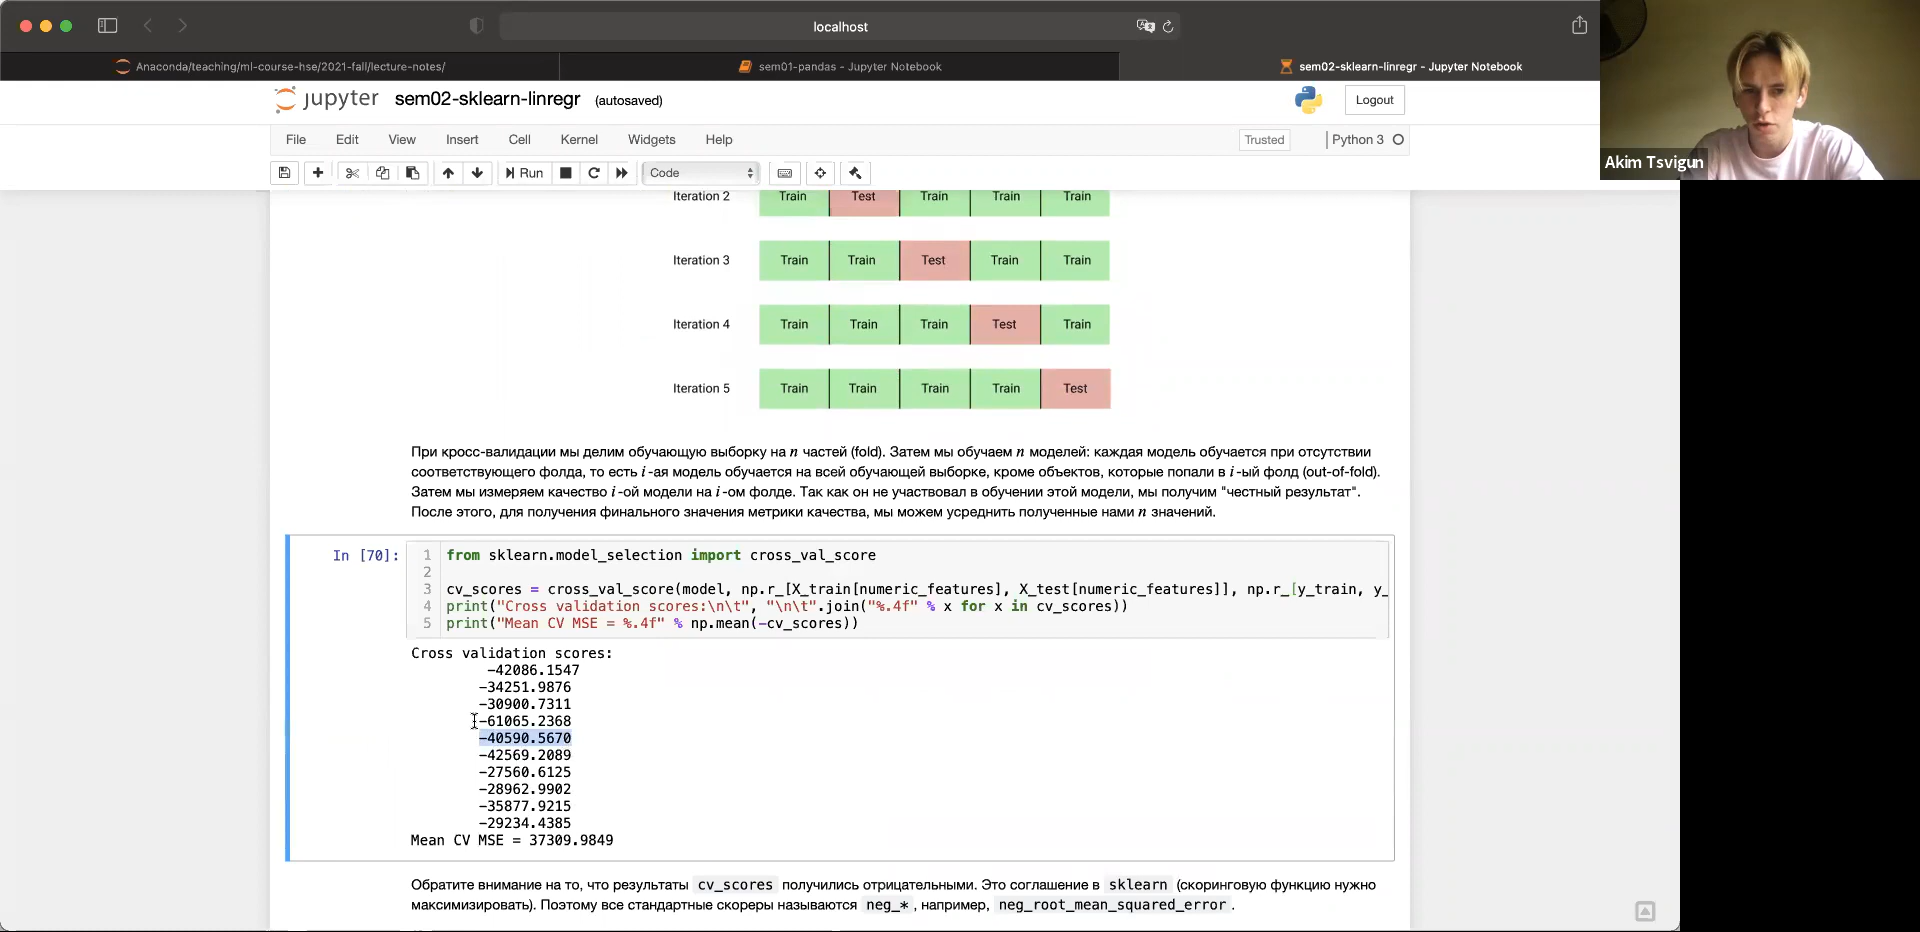 localhost
Anaconda/teaching/ml-course-hse/2021-fall/lecture-notes/
sem01-pandas - Jupyter Notebook
sem02-sklearn-linregr - Jupyter Notebook
jupyter sem02-sklearn-linregr (autosaved)
Logout
File Edit View Insert Cell Kernel Widgets Help
Trusted Python 3
Run Code
Akim Tsvigun
Iteration 2 Train Test Train Train Train
Iteration 3 Train Train Test Train Train
Iteration 4 Train Train Train Test Train
Iteration 5 Train Train Train Train Test
При кросс-валидации мы делим обучающую выборку на n частей (fold). Затем мы обучаем n моделей: каждая модель обучается при отсутствии
соответствующего фолда, то есть i-ая модель обучается на всей обучающей выборке, кроме объектов, которые попали в i-ый фолд (out-of-fold).
Затем мы измеряем качество i-ой модели на i-ом фолде. Так как он не участвовал в обучении этой модели, мы получим "честный результат".
После этого, для получения финального значения метрики качества, мы можем усреднить полученные нами n значений.
In [70]:
1 from sklearn.model_selection import cross_val_score
2
3 cv_scores = cross_val_score(model, np.r_[X_train[numeric_features], X_test[numeric_features]], np.r_[y_train, y_
4 print("Cross validation scores:\n\t", "\n\t".join("%.4f" % x for x in cv_scores))
5 print("Mean CV MSE = %.4f" % np.mean(-cv_scores))
Cross validation scores:
-42086.1547
-34251.9876
-30900.7311
-61065.2368
-40590.5670
-42569.2089
-27560.6125
-28962.9902
-35877.9215
-29234.4385
Mean CV MSE = 37309.9849
Обратите внимание на то, что результаты cv_scores получились отрицательными. Это соглашение в sklearn (скоринговую функцию нужно
максимизировать). Поэтому все стандартные скореры называются neg_*, например, neg_root_mean_squared_error.